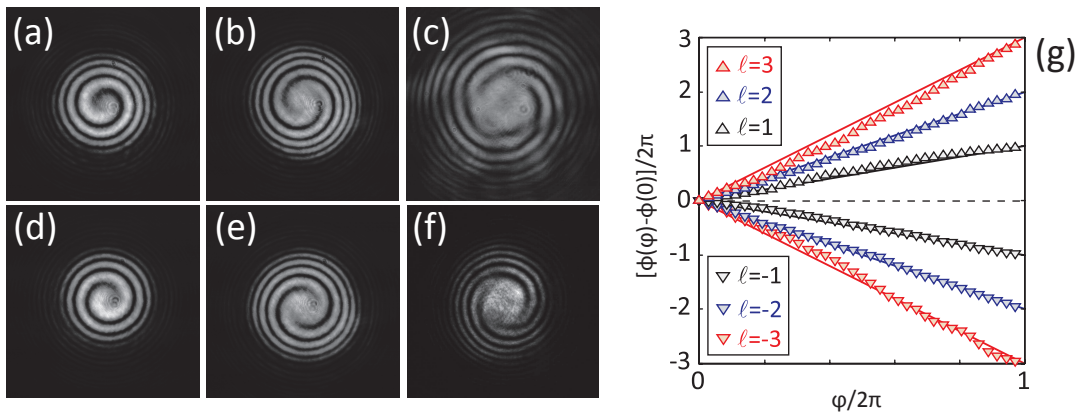 (a) (b) (c)
(d) (e) (f)
(g)
[ϕ(φ)-ϕ(0)]/2π
3
2
1
0
-1
-2
-3
ℓ=3
ℓ=2
ℓ=1
ℓ=-1
ℓ=-2
ℓ=-3
0 1
φ/2π